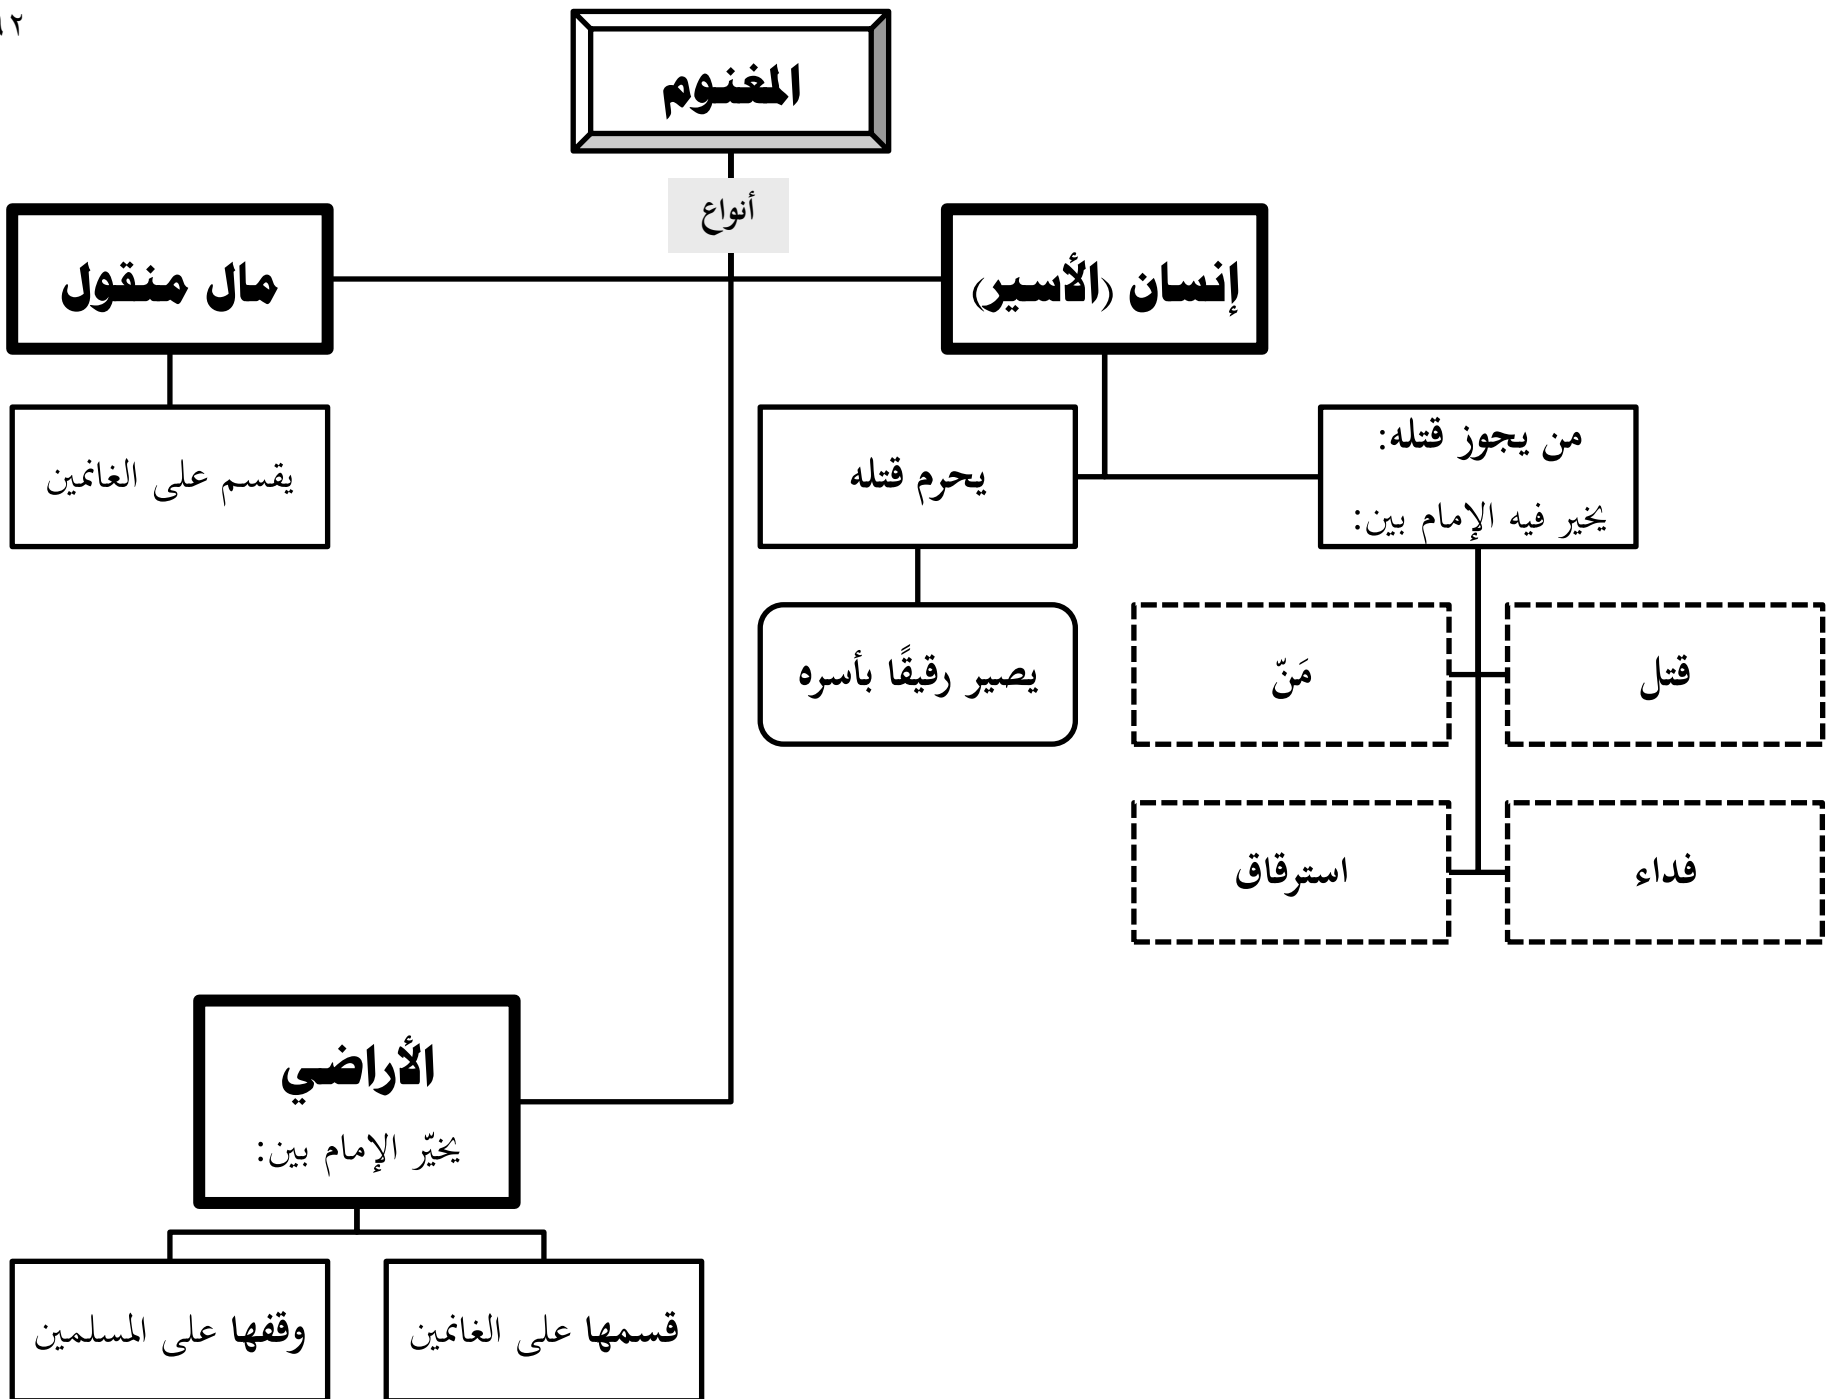 المغنوم
أنواع
إنسان (الأسير)
مال منقول
من يجوز قتله:
يخير فيه الإمام بين:
يحرم قتله
يقسم على الغانمين
قتل
مَنّ
يصير رقيقًا بأسره
فداء
استرقاق
الأراضي
يخيّر الإمام بين:
قسمها على الغانمين
وقفها على المسلمين